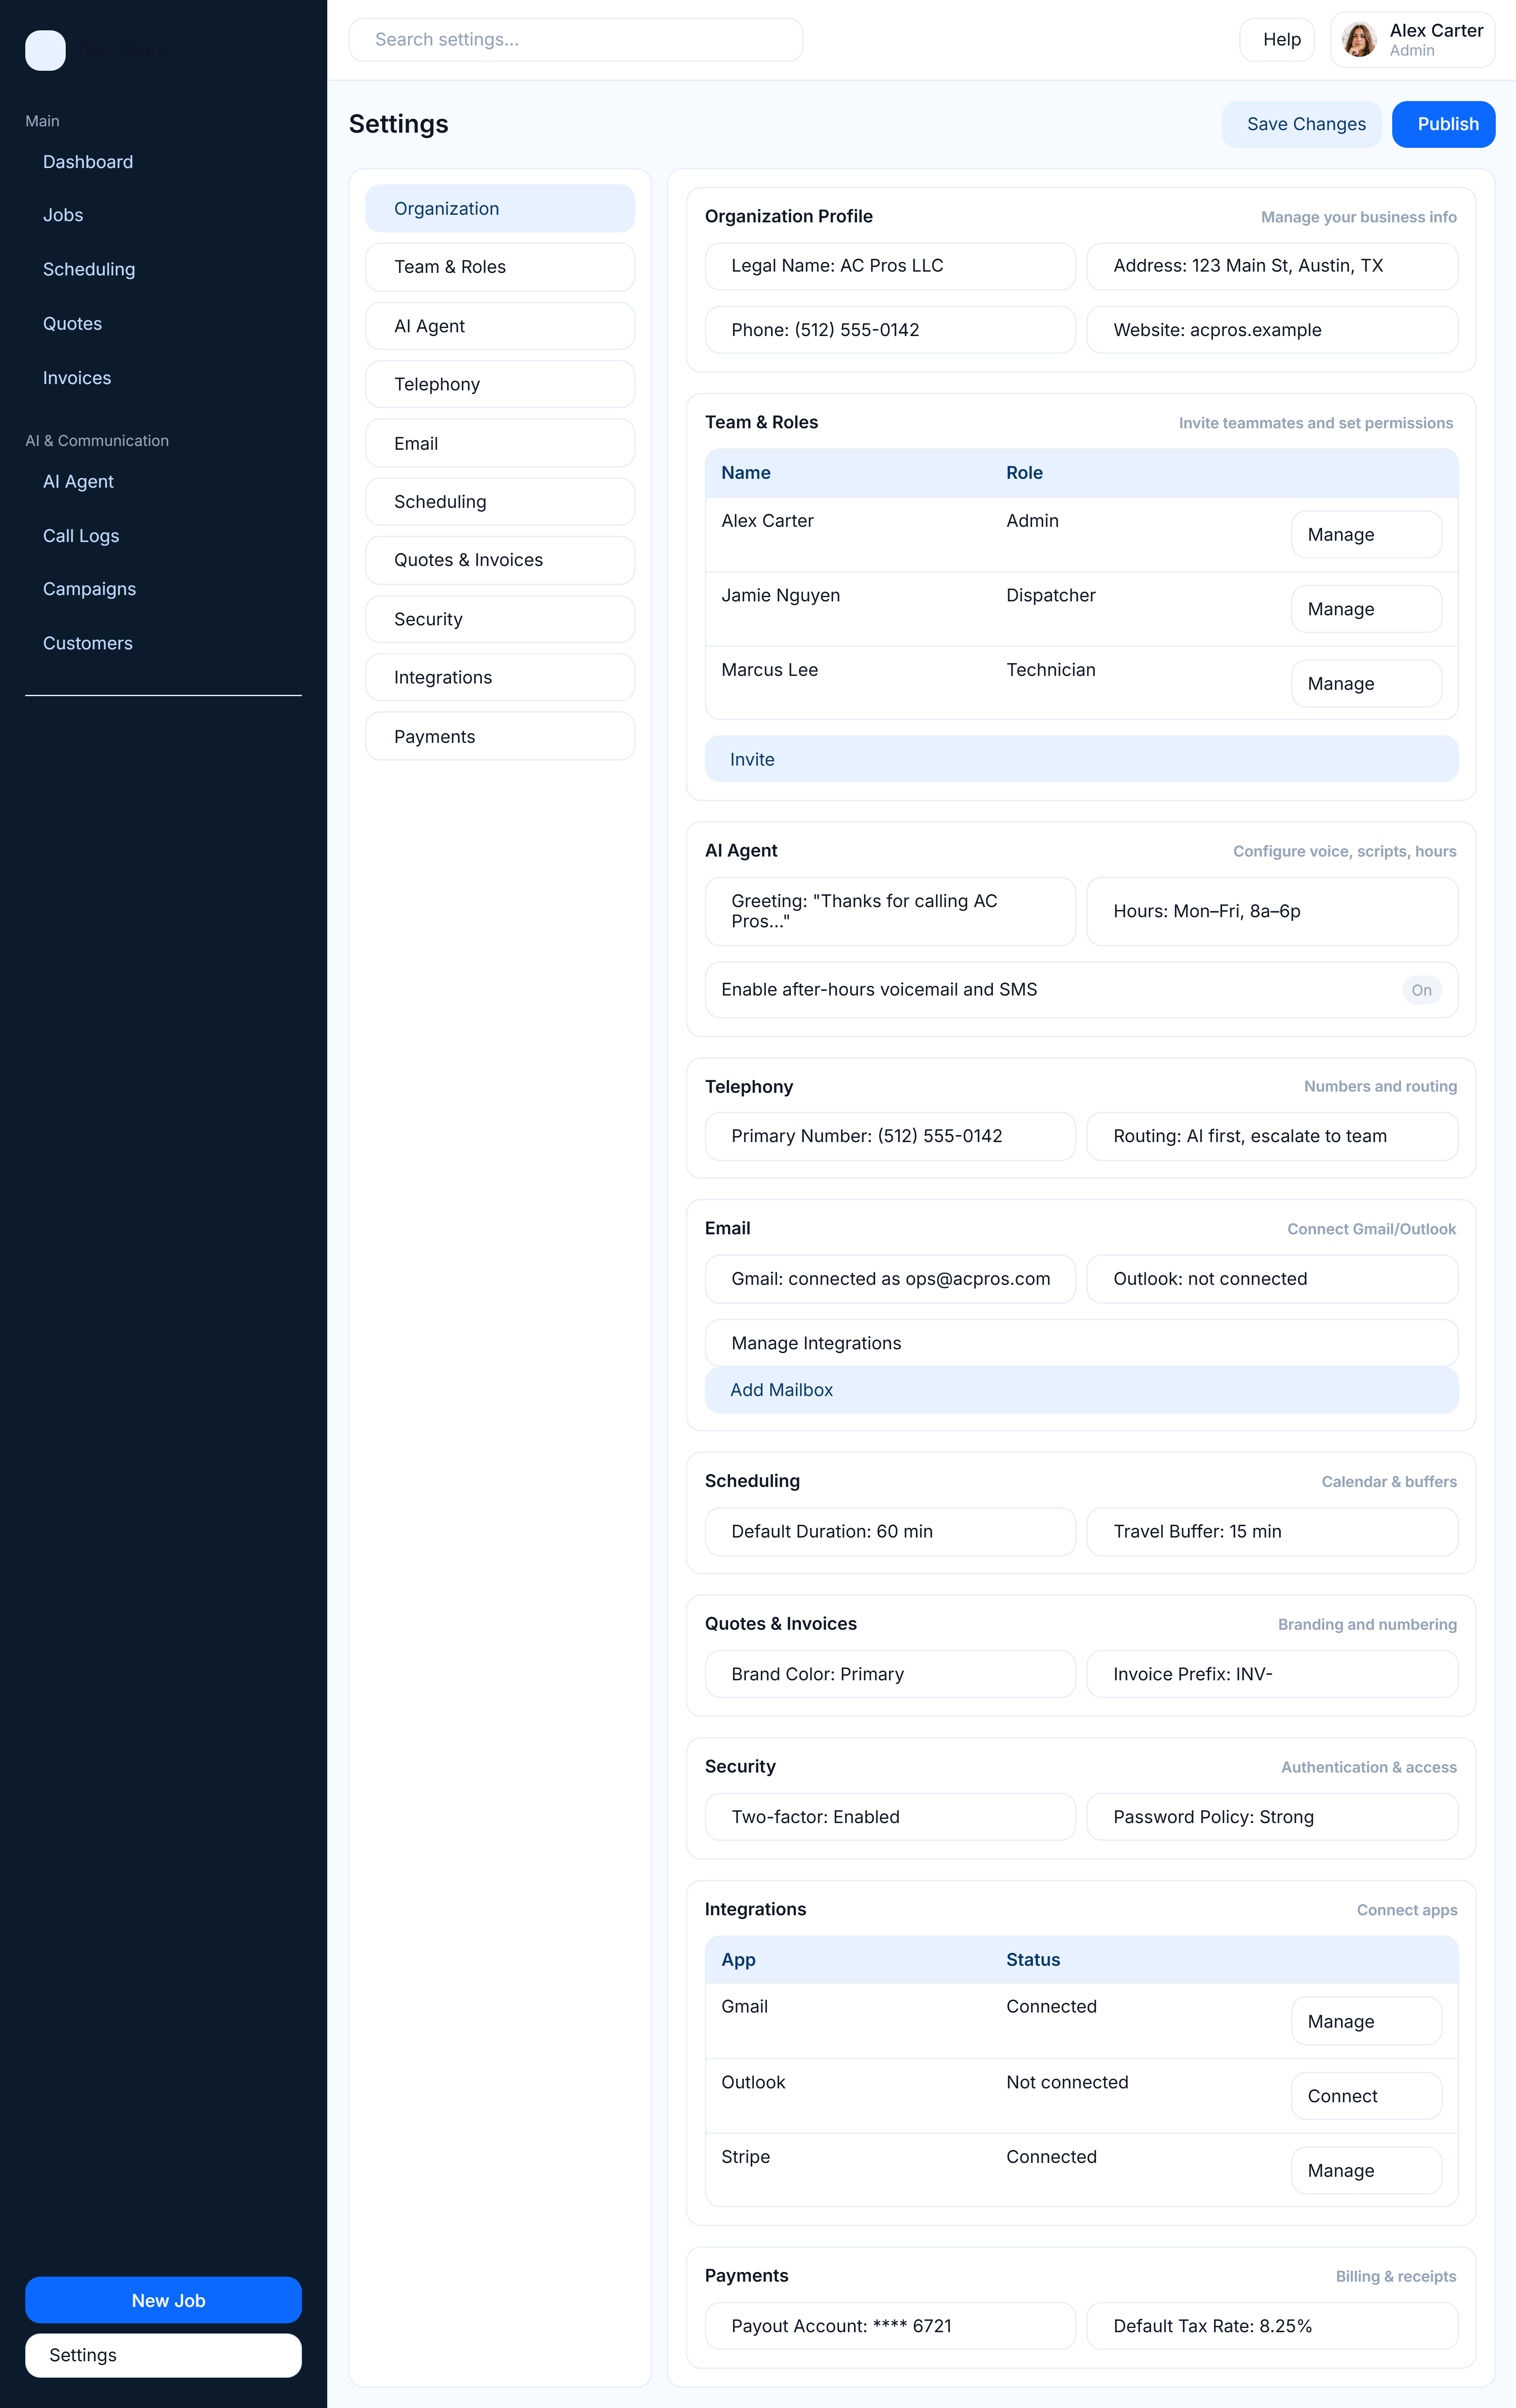 Main
Dashboard
Jobs
Scheduling
Quotes
Invoices
AI & Communication
AI Agent
Call Logs
Campaigns
Customers
New Job
Settings
Search settings...
Help
Alex Carter
Admin
Settings
Save Changes
Publish
Organization
Team & Roles
AI Agent
Telephony
Email
Scheduling
Quotes & Invoices
Security
Integrations
Payments
Organization Profile
Manage your business info
Legal Name: AC Pros LLC
Address: 123 Main St, Austin, TX
Phone: (512) 555-0142
Website: acpros.example
Team & Roles
Invite teammates and set permissions
Name Role
Alex Carter Admin Manage
Jamie Nguyen Dispatcher Manage
Marcus Lee Technician Manage
Invite
AI Agent
Configure voice, scripts, hours
Greeting: "Thanks for calling AC
Pros..."
Hours: Mon–Fri, 8a–6p
Enable after-hours voicemail and SMS On
Telephony
Numbers and routing
Primary Number: (512) 555-0142
Routing: AI first, escalate to team
Email
Connect Gmail/Outlook
Gmail: connected as ops@acpros.com
Outlook: not connected
Manage Integrations
Add Mailbox
Scheduling
Calendar & buffers
Default Duration: 60 min
Travel Buffer: 15 min
Quotes & Invoices
Branding and numbering
Brand Color: Primary
Invoice Prefix: INV-
Security
Authentication & access
Two-factor: Enabled
Password Policy: Strong
Integrations
Connect apps
App Status
Gmail Connected Manage
Outlook Not connected Connect
Stripe Connected Manage
Payments
Billing & receipts
Payout Account: **** 6721
Default Tax Rate: 8.25%